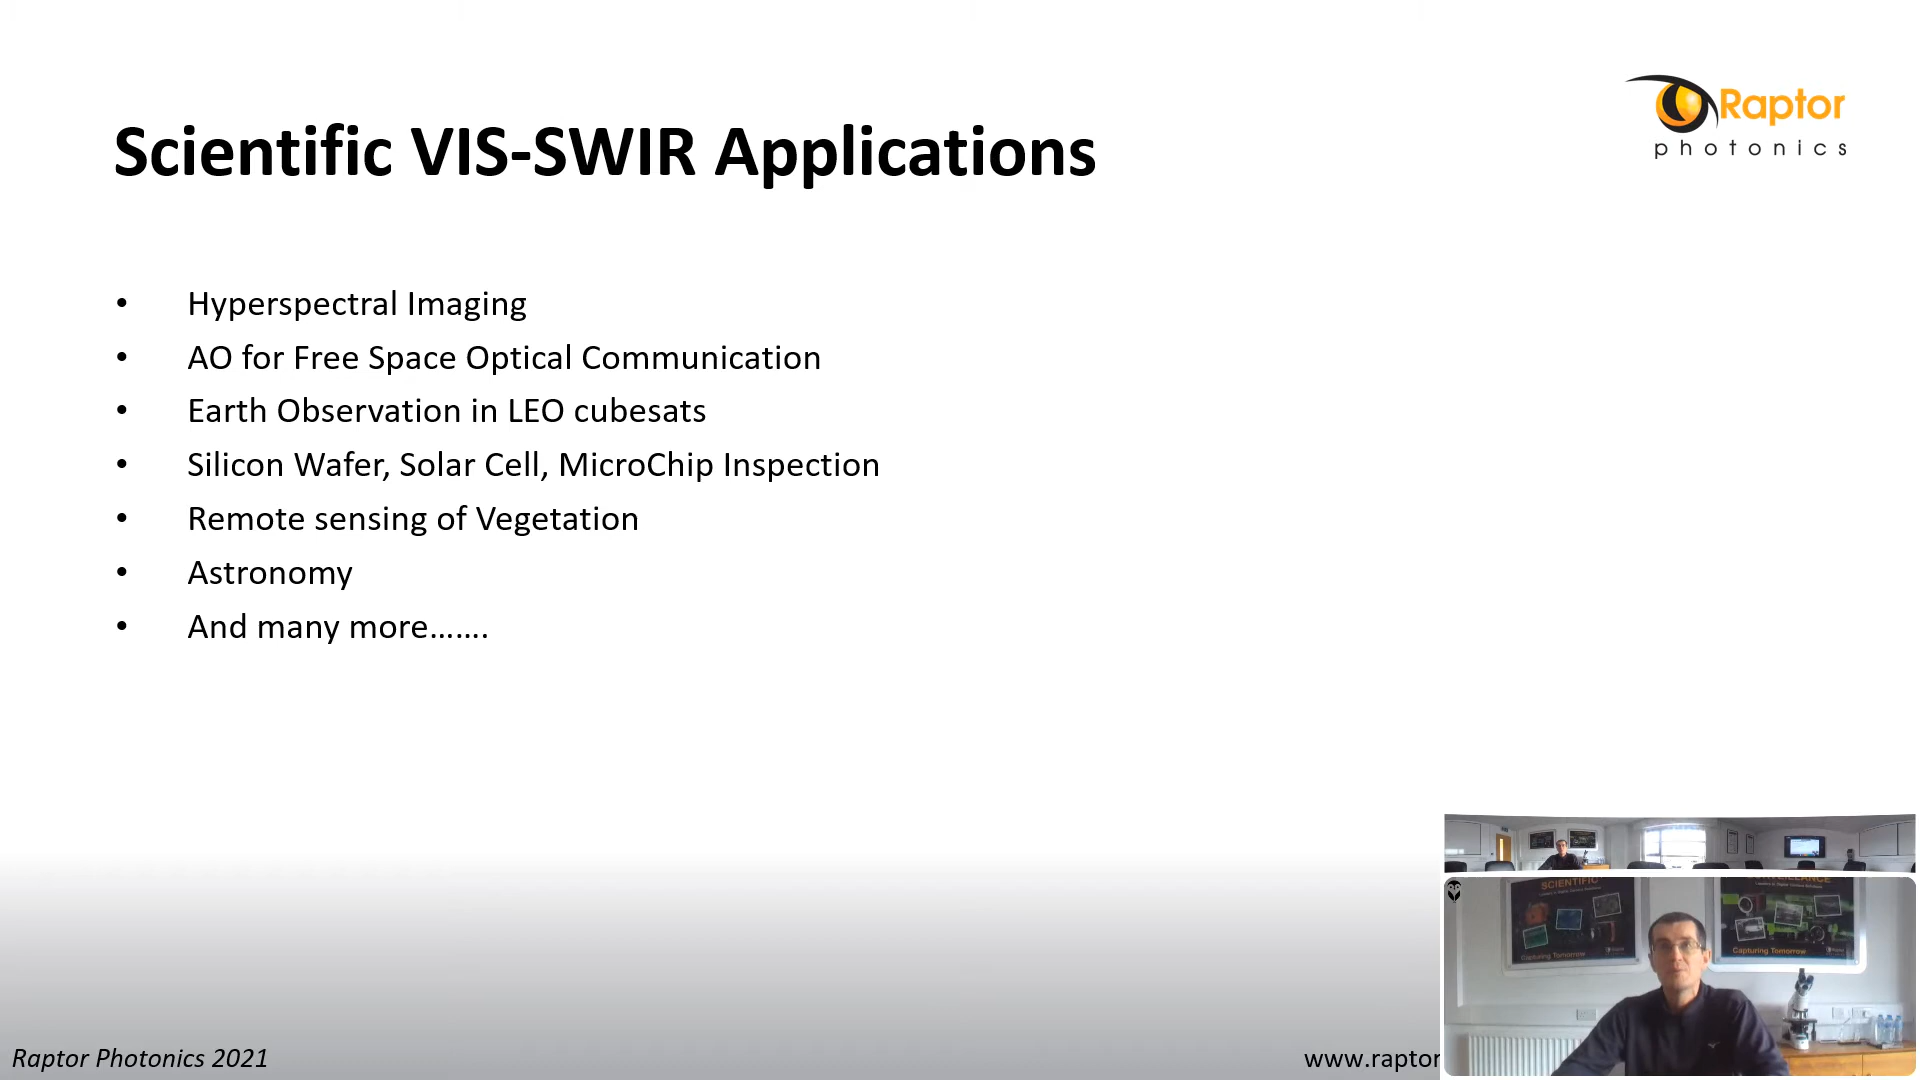 Raptor
photonics
Scientific VIS-SWIR Applications
• Hyperspectral Imaging
• AO for Free Space Optical Communication
• Earth Observation in LEO cubesats
• Silicon Wafer, Solar Cell, MicroChip Inspection
• Remote sensing of Vegetation
• Astronomy
• And many more…….
SCIENTIFIC
Capturing Tomorrow
SURVEILLANCE
Capturing Tomorrow
Raptor Photonics 2021
www.raptor